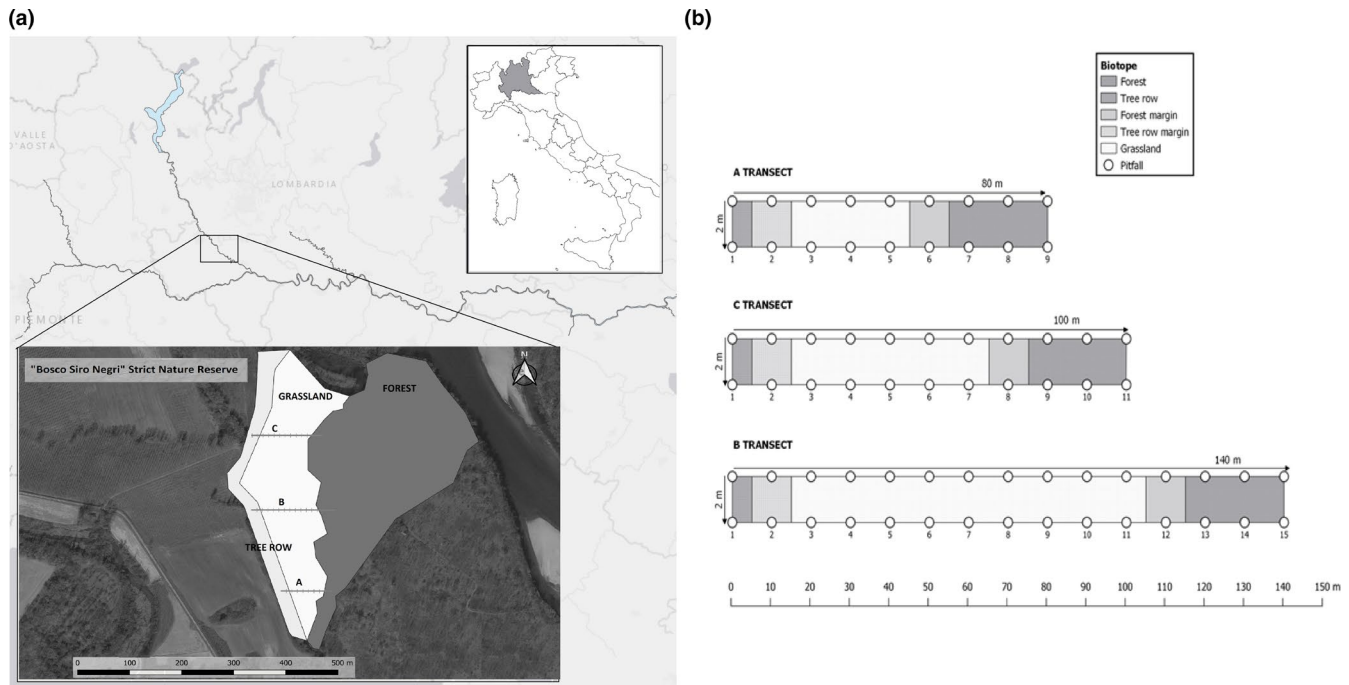 (a)
VALLE
D'AOSTA
LOMBARDIA
PIEMONTE
"Bosco Siro Negri" Strict Nature Reserve
N
GRASSLAND
FOREST
C
B
TREE ROW
A
0 100 200 300 400 500 m
(b)
Biotope
Forest
Tree row
Forest margin
Tree row margin
Grassland
Pitfall
A TRANSECT
80 m
2 m
1 2 3 4 5 6 7 8 9
C TRANSECT
100 m
2 m
1 2 3 4 5 6 7 8 9 10 11
B TRANSECT
140 m
2 m
1 2 3 4 5 6 7 8 9 10 11 12 13 14 15
0 10 20 30 40 50 60 70 80 90 100 110 120 130 140 150 m